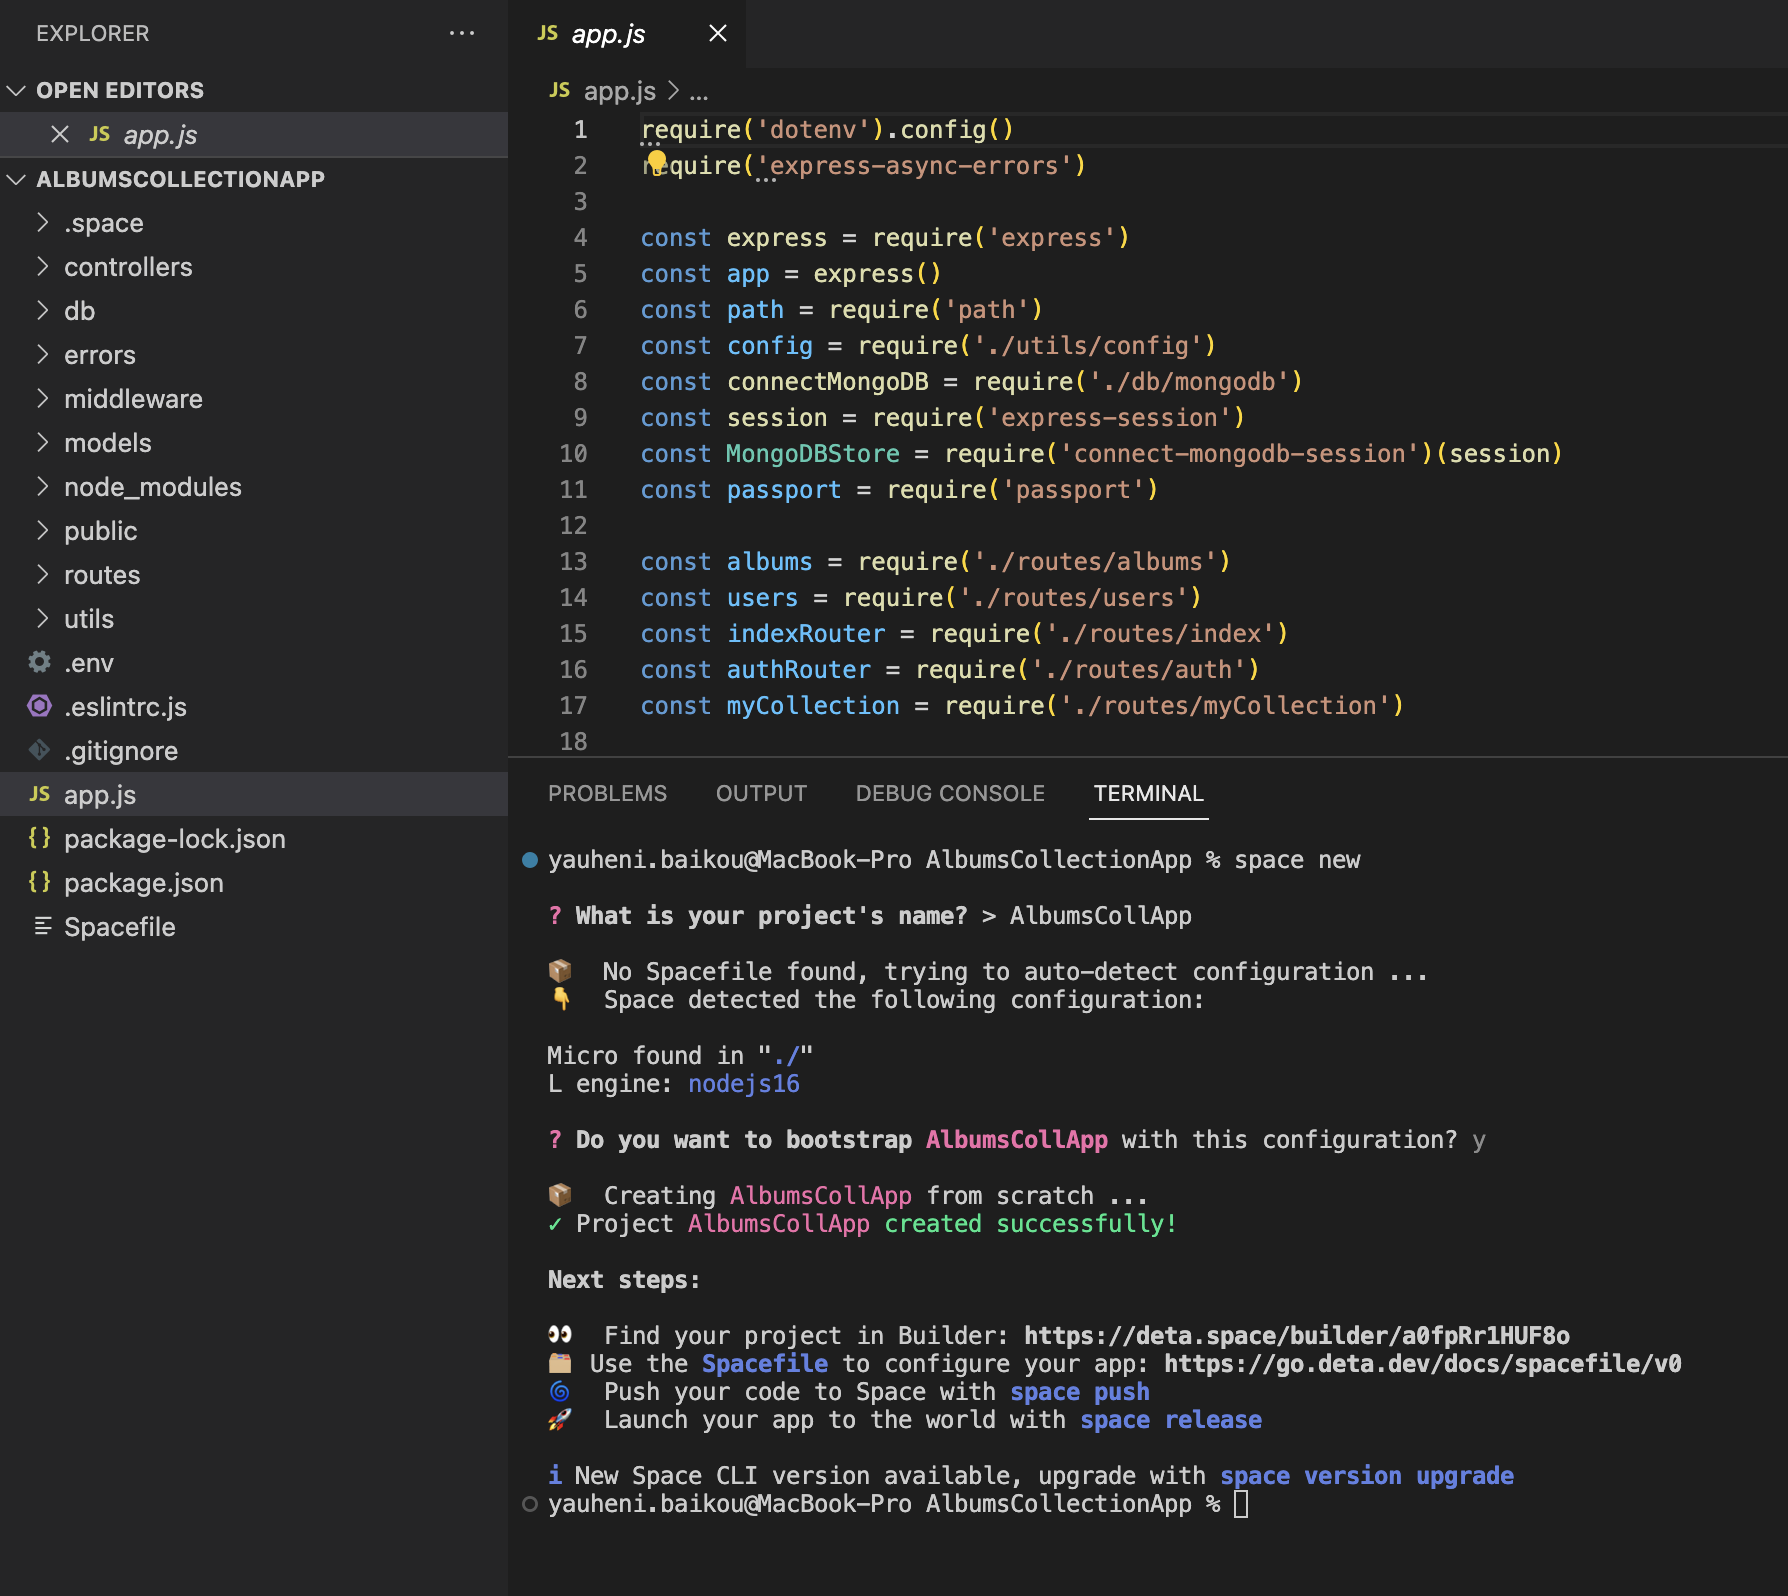 EXPLORER
OPEN EDITORS
JS app.js
ALBUMSCOLLECTIONAPP
.space
controllers
db
errors
middleware
models
node_modules
public
routes
utils
.env
.eslintrc.js
.gitignore
JS app.js
{} package-lock.json
{} package.json
Spacefile
JS app.js
JS app.js > ...
1 require('dotenv').config()
2 require('express-async-errors')
3
4 const express = require('express')
5 const app = express()
6 const path = require('path')
7 const config = require('./utils/config')
8 const connectMongoDB = require('./db/mongodb')
9 const session = require('express-session')
10 const MongoDBStore = require('connect-mongodb-session')(session)
11 const passport = require('passport')
12
13 const albums = require('./routes/albums')
14 const users = require('./routes/users')
15 const indexRouter = require('./routes/index')
16 const authRouter = require('./routes/auth')
17 const myCollection = require('./routes/myCollection')
18
PROBLEMS OUTPUT DEBUG CONSOLE TERMINAL
yauheni.baikou@MacBook-Pro AlbumsCollectionApp % space new
? What is your project's name? > AlbumsCollApp
No Spacefile found, trying to auto-detect configuration ...
Space detected the following configuration:
Micro found in "./"
L engine: nodejs16
? Do you want to bootstrap AlbumsCollApp with this configuration? y
Creating AlbumsCollApp from scratch ...
✓ Project AlbumsCollApp created successfully!
Next steps:
Find your project in Builder: https://deta.space/builder/a0fpRr1HUF8o
Use the Spacefile to configure your app: https://go.deta.dev/docs/spacefile/v0
Push your code to Space with space push
Launch your app to the world with space release
i New Space CLI version available, upgrade with space version upgrade
yauheni.baikou@MacBook-Pro AlbumsCollectionApp %